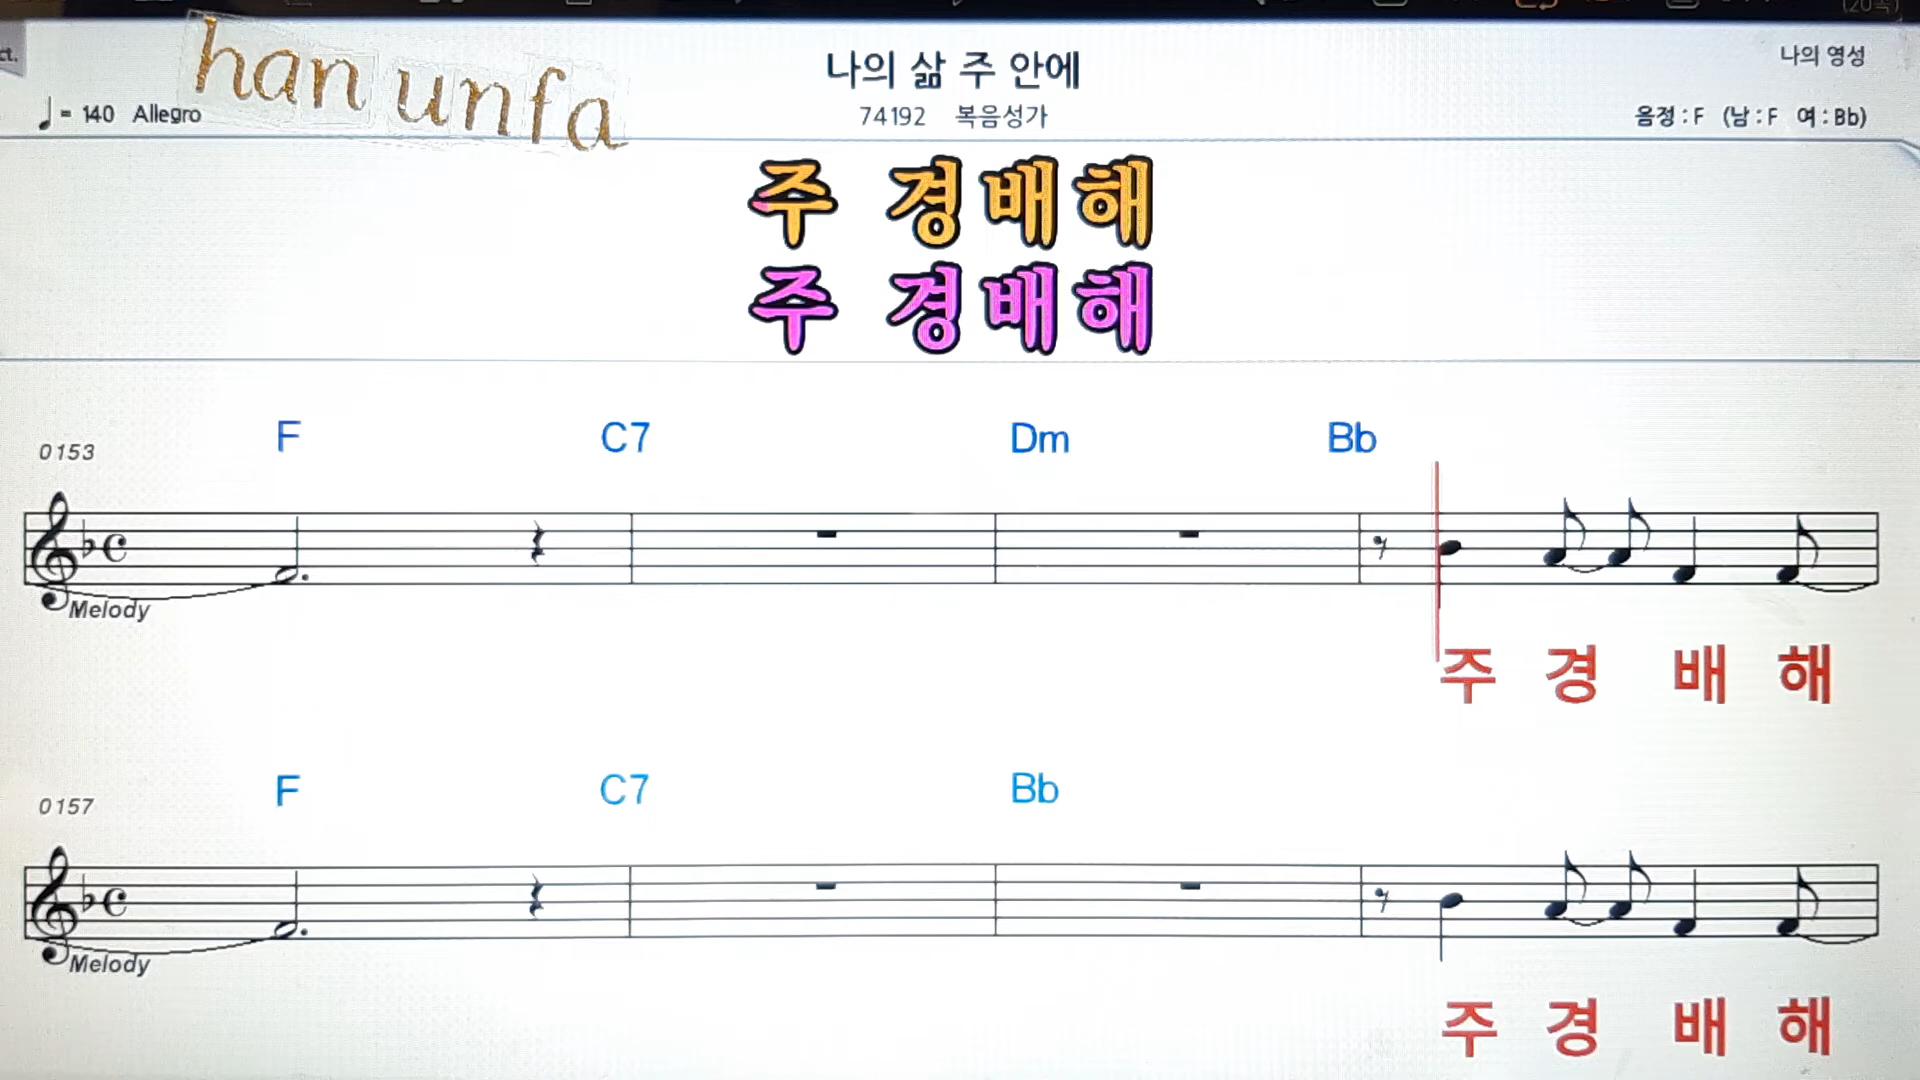 ct.
han unfa
나의 삶 주 안에
나의 영성
= 140 Allegro
74192 복음성가
음정 : F (남 : F 여 : Bb)
주 경배해
주 경배해
0153
F C7 Dm Bb
Melody
주 경 배 해
0157
F C7 Bb
Melody
주 경 배 해